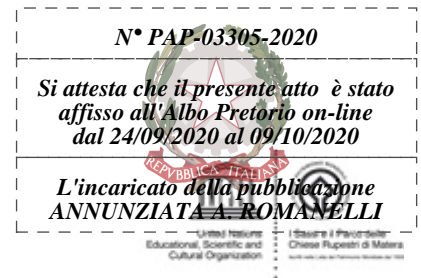 N° PAP-03305-2020
Si attesta che il presente atto è stato
affisso all'Albo Pretorio on-line
dal 24/09/2020 al 09/10/2020
REPVBBLICA ITALIANA
L'incaricato della pubblicazione
ANNUNZIATA A. ROMANELLI
United Nations
Educational, Scientific and
Cultural Organization
I Sassi e il Parco delle
Chiese Rupestri di Matera